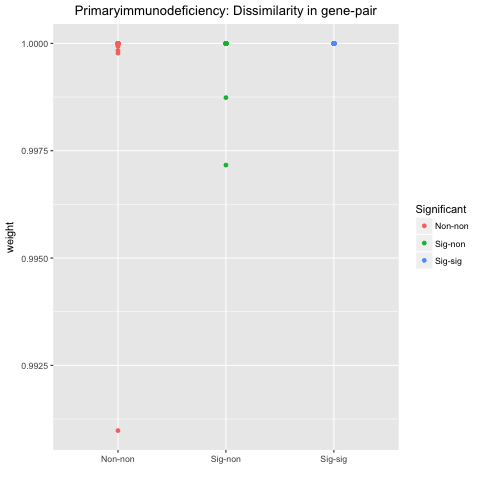 Primaryimmunodeficiency: Dissimilarity in gene-pair
1.0000
0.9975
0.9950
0.9925
weight
Non-non
Sig-non
Sig-sig
Significant
Non-non
Sig-non
Sig-sig